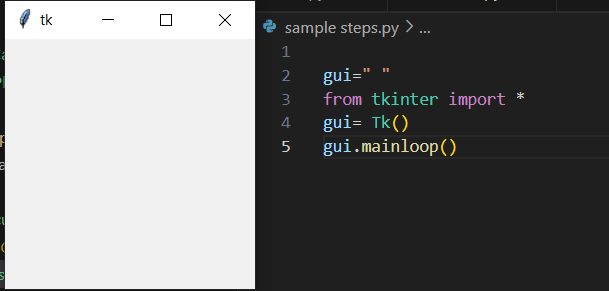 tk
sample steps.py > ...
1
2 gui=" "
3 from tkinter import *
4 gui= Tk()
5 gui.mainloop()